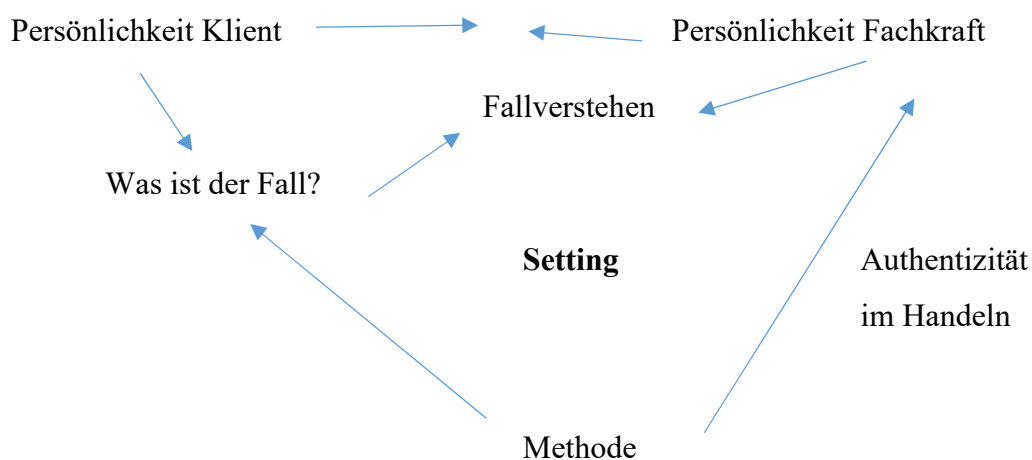 Persönlichkeit Klient
Persönlichkeit Fachkraft
Fallverstehen
Was ist der Fall?
Setting
Authentizität
im Handeln
Methode